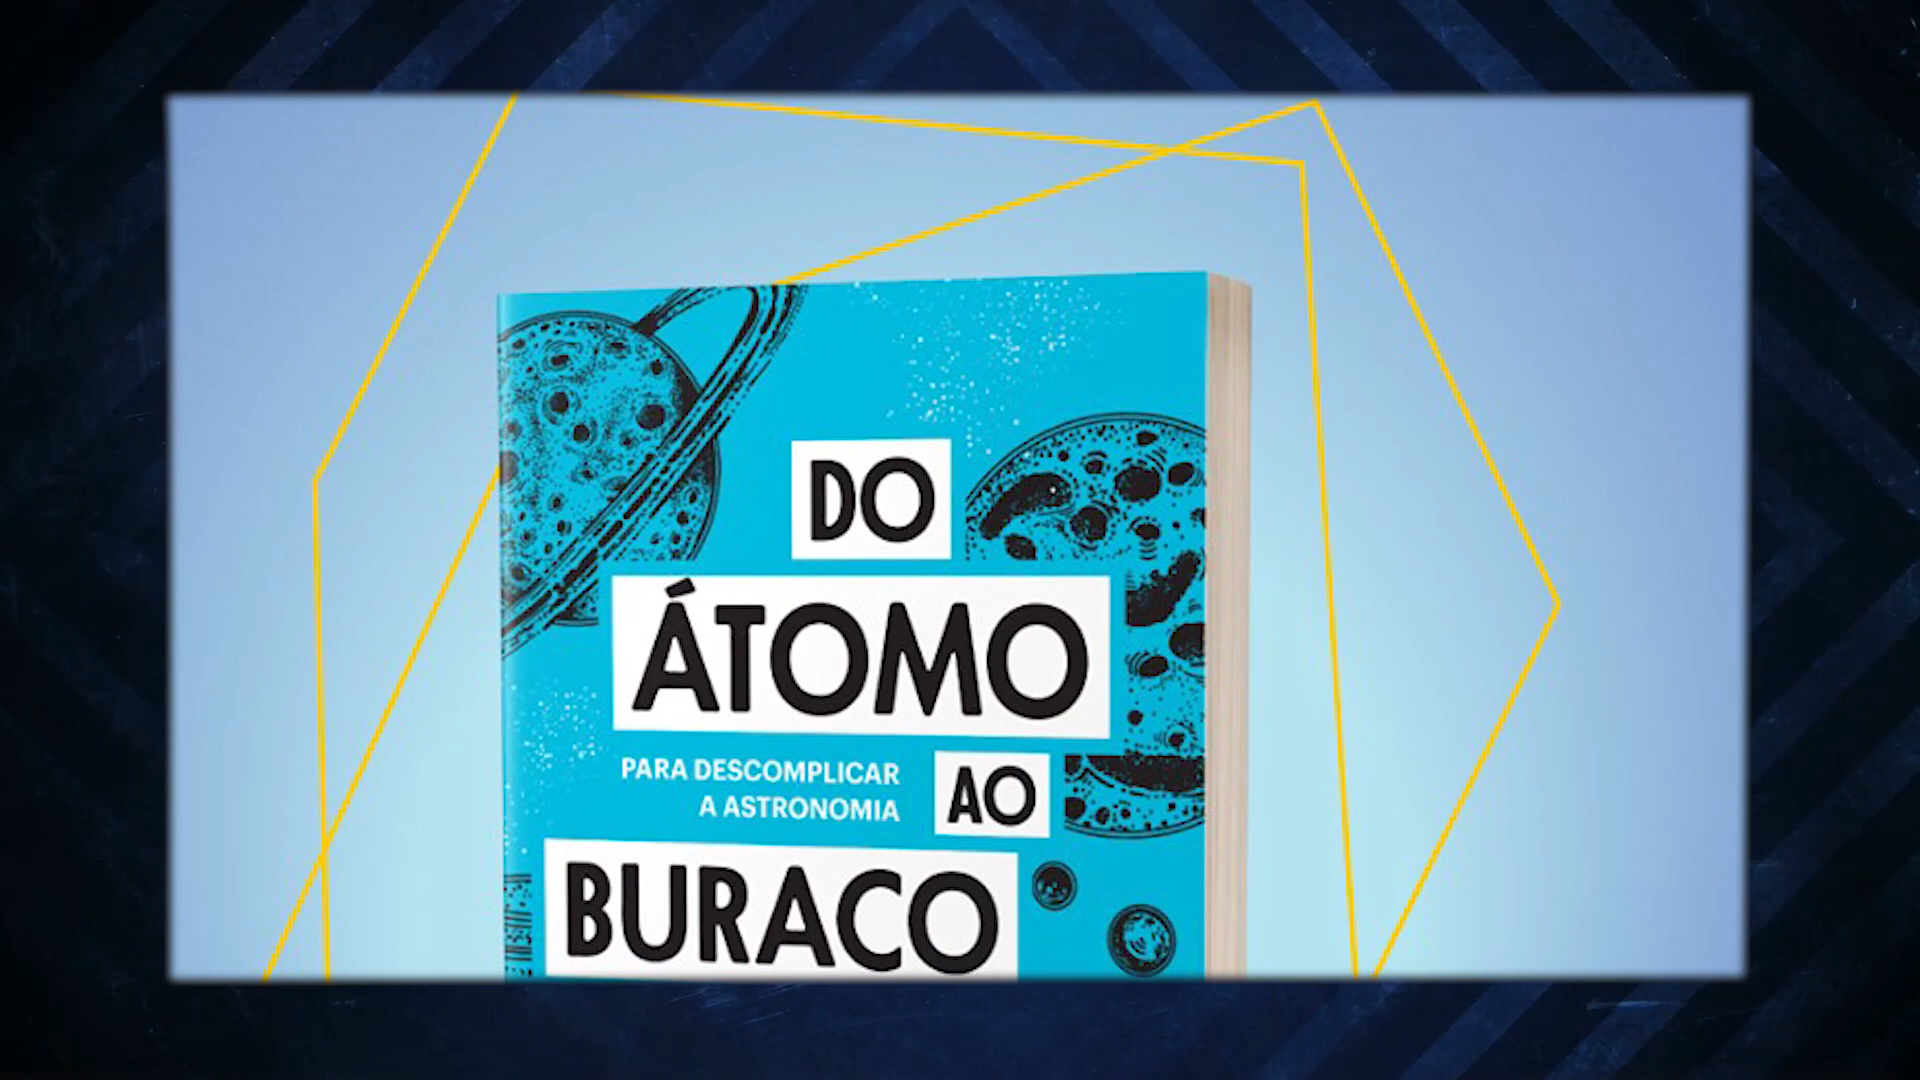 DO
ÁTOMO
PARA DESCOMPLICAR
A ASTRONOMIA
AO
BURACO